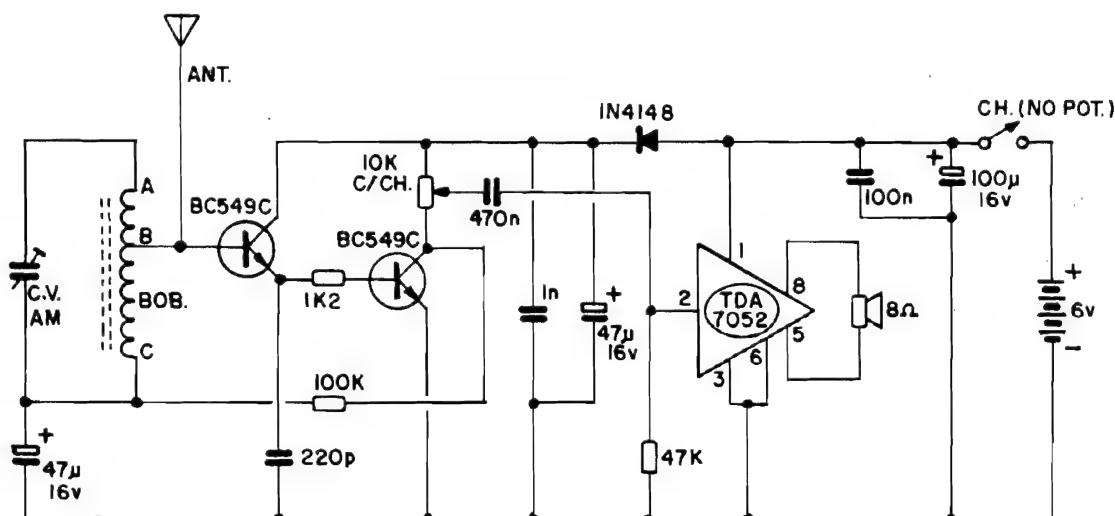 ANT.
CH. (NO POT.)
1N4148
10K
C/CH.
470n
100n
+
100µ
16v
A
B
BOB.
C
C.V.
AM
BC549C
BC549C
1K2
1n
+
47µ
16v
1
2
TDA
7052
8
5
6
3
8Ω
+
6v
-
100K
+
47µ
16v
220p
47K